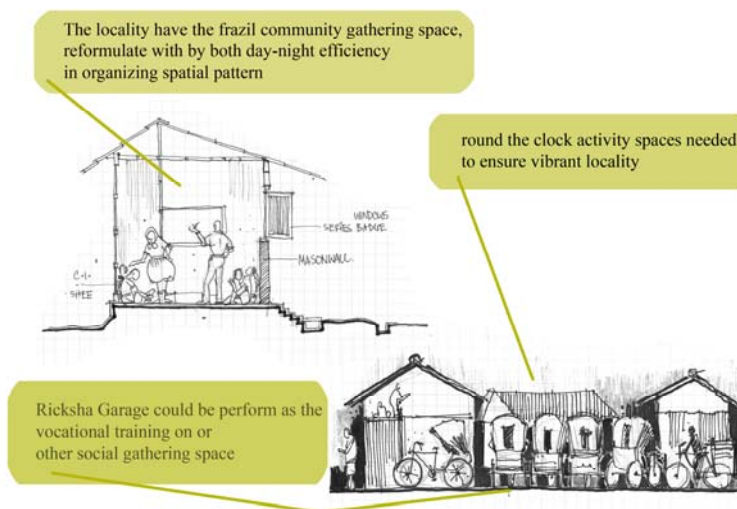 The locality have the frazil community gathering space,
reformulate with by both day-night efficiency
in organizing spatial pattern
round the clock activity spaces needed
to ensure vibrant locality
WINDOWS
SERIES
MASONWALL
C.I.
Ricksha Garage could be perform as the
vocational training on or
other social gathering space